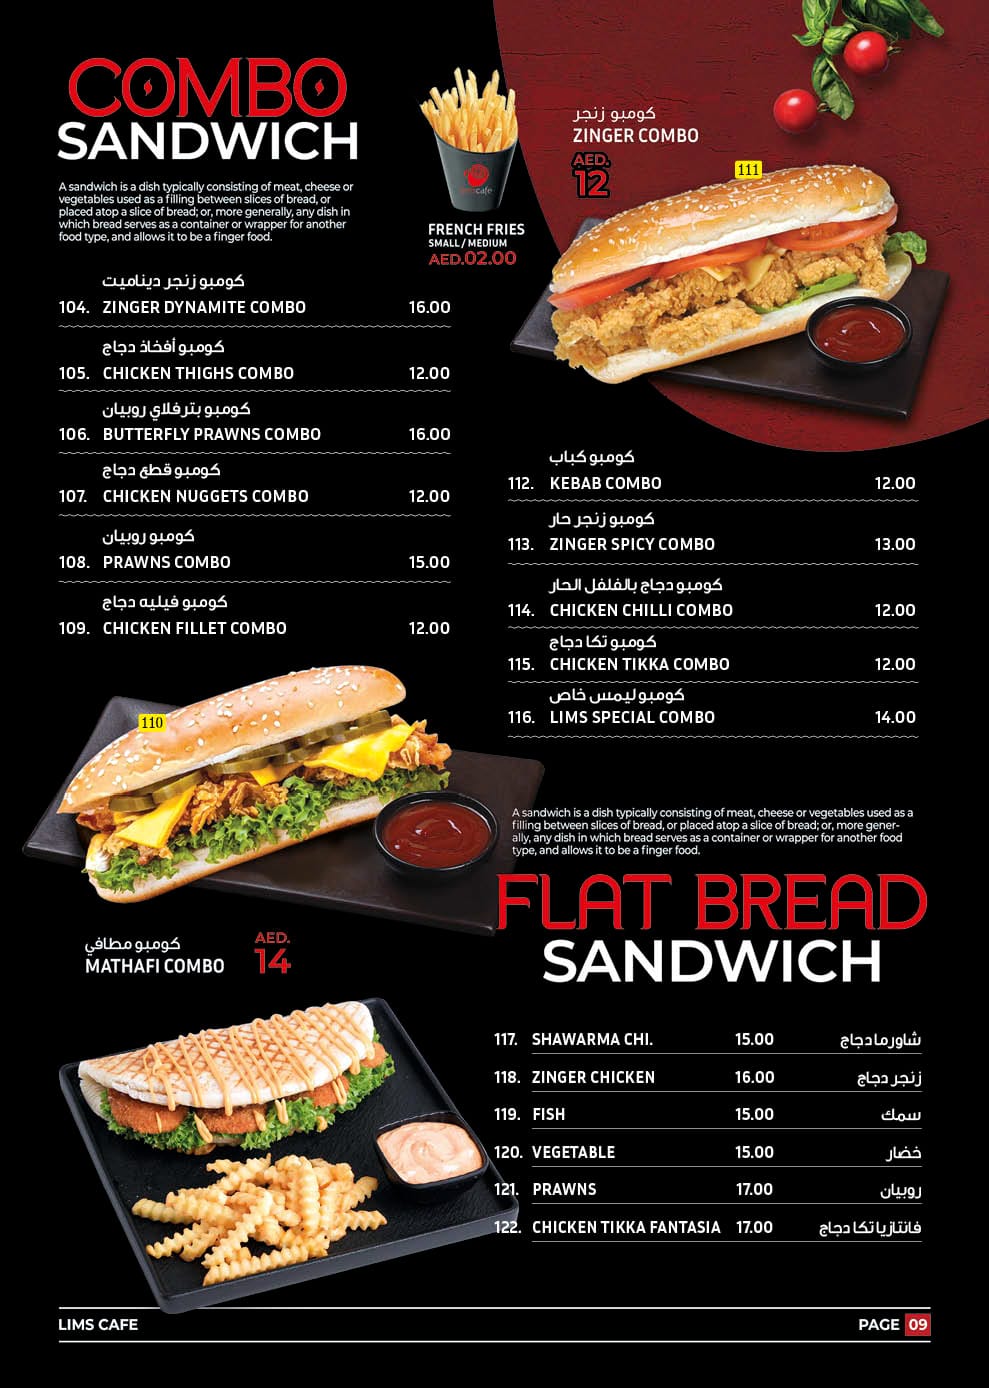 COMBO
SANDWICH
A sandwich is a dish typically consisting of meat, cheese or
vegetables used as a filling between slices of bread, or
placed atop a slice of bread; or, more generally, any dish in
which bread serves as a container or wrapper for another
food type, and allows it to be a finger food.
cafe
FRENCH FRIES
SMALL / MEDIUM
AED.02.00
كومبو زنجر
ZINGER COMBO
AED.
12
111
كومبو زنجر ديناميت
104. ZINGER DYNAMITE COMBO 16.00
كومبو أفخاذ دجاج
105. CHICKEN THIGHS COMBO 12.00
كومبو بترفلاي روبيان
106. BUTTERFLY PRAWNS COMBO 16.00
كومبو قطع دجاج
107. CHICKEN NUGGETS COMBO 12.00
كومبو روبيان
108. PRAWNS COMBO 15.00
كومبو فيليه دجاج
109. CHICKEN FILLET COMBO 12.00
110
كومبو مطافي
MATHAFI COMBO
AED.
14
كومبو كباب
112. KEBAB COMBO 12.00
كومبو زنجر حار
113. ZINGER SPICY COMBO 13.00
كومبو دجاج بالفلفل الحار
114. CHICKEN CHILLI COMBO 12.00
كومبو تكا دجاج
115. CHICKEN TIKKA COMBO 12.00
كومبو ليمس خاص
116. LIMS SPECIAL COMBO 14.00
A sandwich is a dish typically consisting of meat, cheese or vegetables used as a
filling between slices of bread, or placed atop a slice of bread; or, more gener-
ally, any dish in which bread serves as a container or wrapper for another food
type, and allows it to be a finger food.
FLAT BREAD
SANDWICH
117. SHAWARMA CHI. 15.00 شاورما دجاج
118. ZINGER CHICKEN 16.00 زنجر دجاج
119. FISH 15.00 سمك
120. VEGETABLE 15.00 خضار
121. PRAWNS 17.00 روبيان
122. CHICKEN TIKKA FANTASIA 17.00 فانتازيا تكا دجاج
LIMS CAFE
PAGE 09